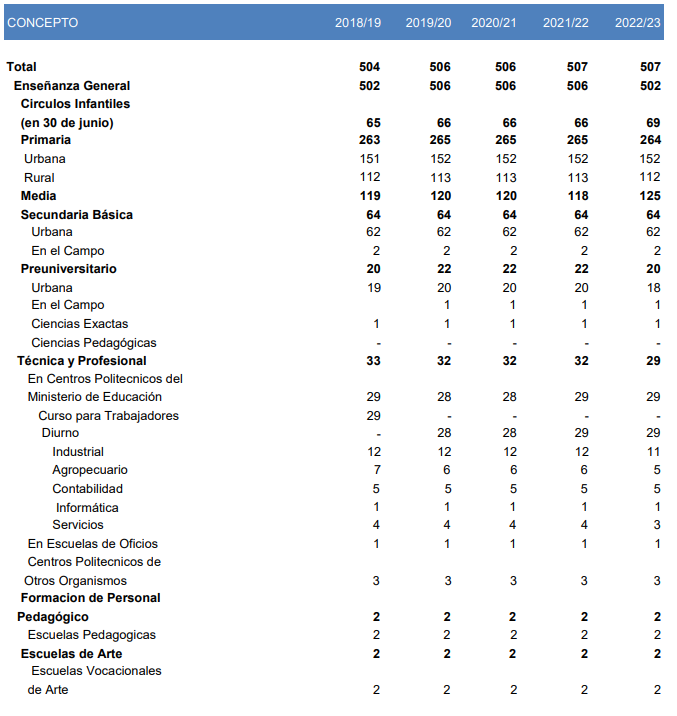 CONCEPTO 2018/19 2019/20 2020/21 2021/22 2022/23
Total 504 506 506 507 507
Enseñanza General 502 506 506 506 502
Circulos Infantiles
(en 30 de junio) 65 66 66 66 69
Primaria 263 265 265 265 264
Urbana 151 152 152 152 152
Rural 112 113 113 113 112
Media 119 120 120 118 125
Secundaria Básica 64 64 64 64 64
Urbana 62 62 62 62 62
En el Campo 2 2 2 2 2
Preuniversitario 20 22 22 22 20
Urbana 19 20 20 20 18
En el Campo 1 1 1 1
Ciencias Exactas 1 1 1 1 1
Ciencias Pedagógicas - - - - -
Técnica y Profesional 33 32 32 32 29
En Centros Politecnicos del
Ministerio de Educación 29 28 28 29 29
Curso para Trabajadores 29 - - - -
Diurno - 28 28 29 29
Industrial 12 12 12 12 11
Agropecuario 7 6 6 6 5
Contabilidad 5 5 5 5 5
Informática 1 1 1 1 1
Servicios 4 4 4 4 3
En Escuelas de Oficios 1 1 1 1 1
Centros Politecnicos de
Otros Organismos 3 3 3 3 3
Formacion de Personal
Pedagógico 2 2 2 2 2
Escuelas Pedagogicas 2 2 2 2 2
Escuelas de Arte 2 2 2 2 2
Escuelas Vocacionales
de Arte 2 2 2 2 2